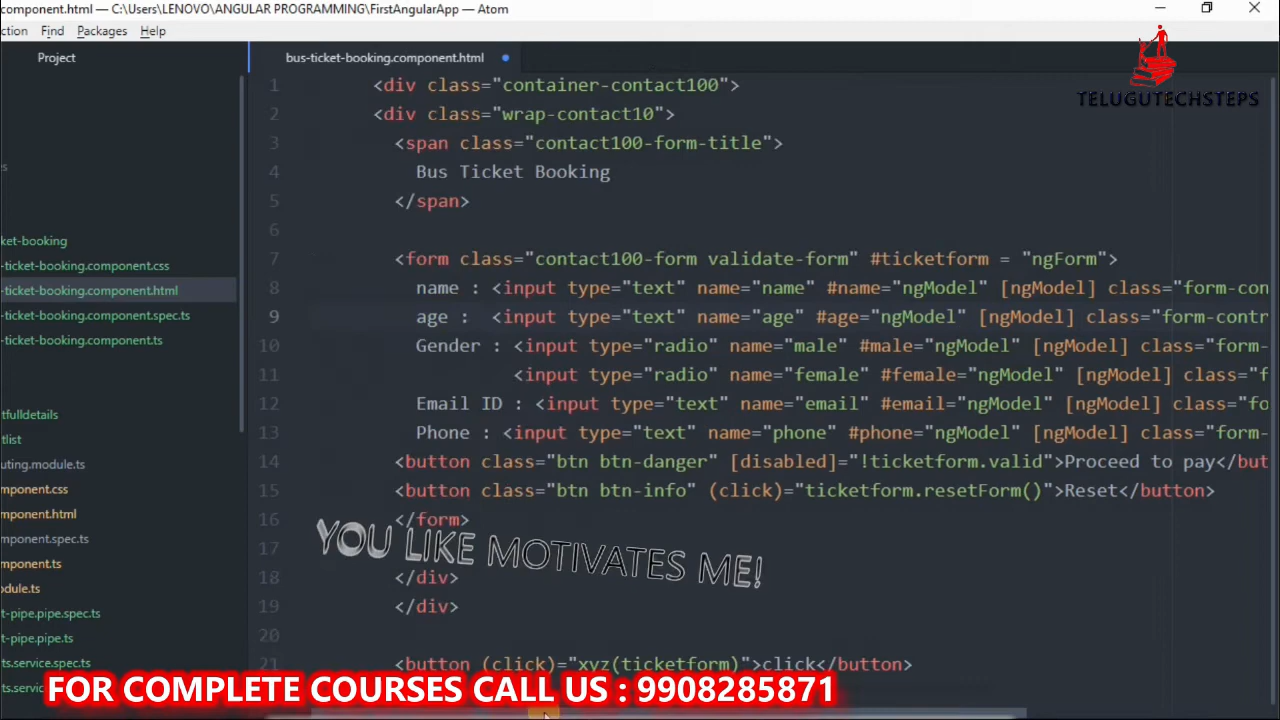 component.html — C:\Users\LENOVO\ANGULAR PROGRAMMING\FirstAngularApp — Atom
ction Find Packages Help
Project
bus-ticket-booking.component.html
TELUGUTECHSTEPS
ket-booking
-ticket-booking.component.css
-ticket-booking.component.html
-ticket-booking.component.spec.ts
-ticket-booking.component.ts
tfulldetails
tlist
uting.module.ts
mponent.css
mponent.html
mponent.spec.ts
mponent.ts
odule.ts
t-pipe.pipe.spec.ts
t-pipe.pipe.ts
ts.service.spec.ts
1 <div class="container-contact100">
2 <div class="wrap-contact10">
3 <span class="contact100-form-title">
4 Bus Ticket Booking
5 </span>
6
7 <form class="contact100-form validate-form" #ticketform = "ngForm">
8 name : <input type="text" name="name" #name="ngModel" [ngModel] class="form-con
9 age : <input type="text" name="age" #age="ngModel" [ngModel] class="form-contr
10 Gender : <input type="radio" name="male" #male="ngModel" [ngModel] class="form-
11 <input type="radio" name="female" #female="ngModel" [ngModel] class="f
12 Email ID : <input type="text" name="email" #email="ngModel" [ngModel] class="fo
13 Phone : <input type="text" name="phone" #phone="ngModel" [ngModel] class="form-
14 <button class="btn btn-danger" [disabled]="!ticketform.valid">Proceed to pay</but
15 <button class="btn btn-info" (click)="ticketform.resetForm()">Reset</button>
16 </form>
17
YOU LIKE MOTIVATES ME!
18 </div>
19 </div>
20
21 <button (click)="xyz(ticketform)">click</button>
FOR COMPLETE COURSES CALL US : 9908285871